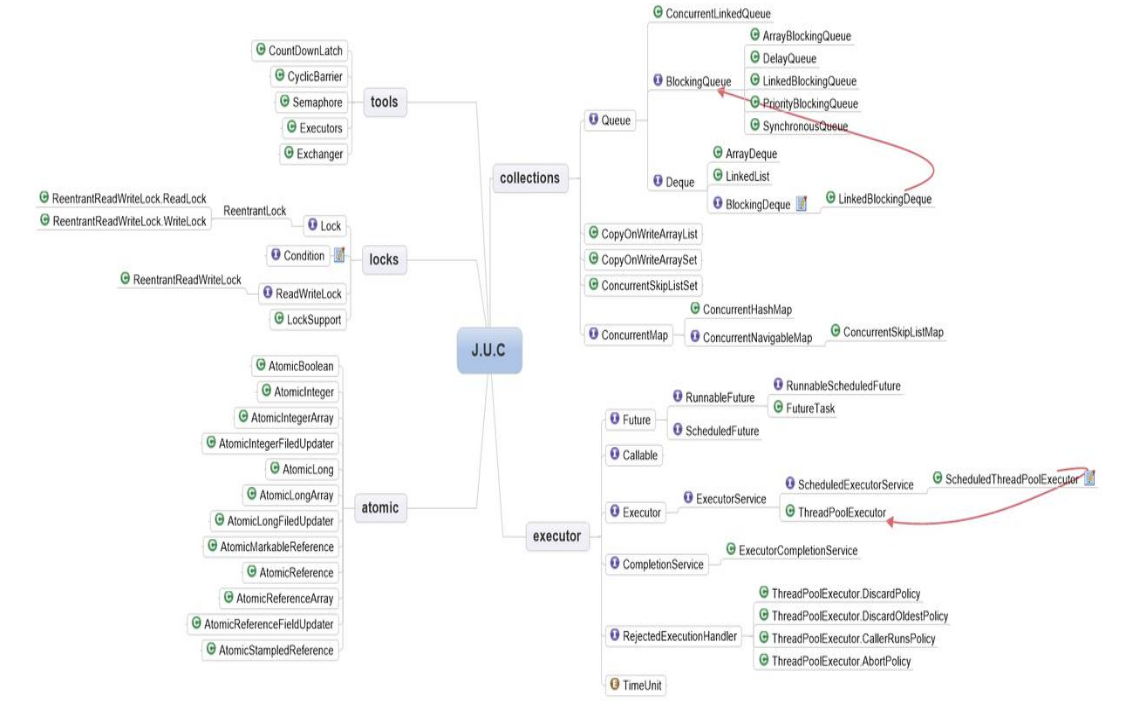 J.U.C
tools
CountDownLatch
CyclicBarrier
Semaphore
Executors
Exchanger
locks
Lock
ReentrantLock
ReentrantReadWriteLock.ReadLock
ReentrantReadWriteLock.WriteLock
Condition
ReadWriteLock
ReentrantReadWriteLock
LockSupport
atomic
AtomicBoolean
AtomicInteger
AtomicIntegerArray
AtomicIntegerFiledUpdater
AtomicLong
AtomicLongArray
AtomicLongFiledUpdater
AtomicMarkableReference
AtomicReference
AtomicReferenceArray
AtomicReferenceFieldUpdater
AtomicStampedReference
collections
Queue
ConcurrentLinkedQueue
BlockingQueue
ArrayBlockingQueue
DelayQueue
LinkedBlockingQueue
PriorityBlockingQueue
SynchronousQueue
Deque
ArrayDeque
LinkedList
BlockingDeque
LinkedBlockingDeque
CopyOnWriteArrayList
CopyOnWriteArraySet
ConcurrentSkipListSet
ConcurrentMap
ConcurrentHashMap
ConcurrentNavigableMap
ConcurrentSkipListMap
executor
Future
RunnableFuture
RunnableScheduledFuture
FutureTask
ScheduledFuture
Callable
Executor
ExecutorService
ScheduledExecutorService
ScheduledThreadPoolExecutor
ThreadPoolExecutor
CompletionService
ExecutorCompletionService
RejectedExecutionHandler
ThreadPoolExecutor.DiscardPolicy
ThreadPoolExecutor.DiscardOldestPolicy
ThreadPoolExecutor.CallerRunsPolicy
ThreadPoolExecutor.AbortPolicy
TimeUnit